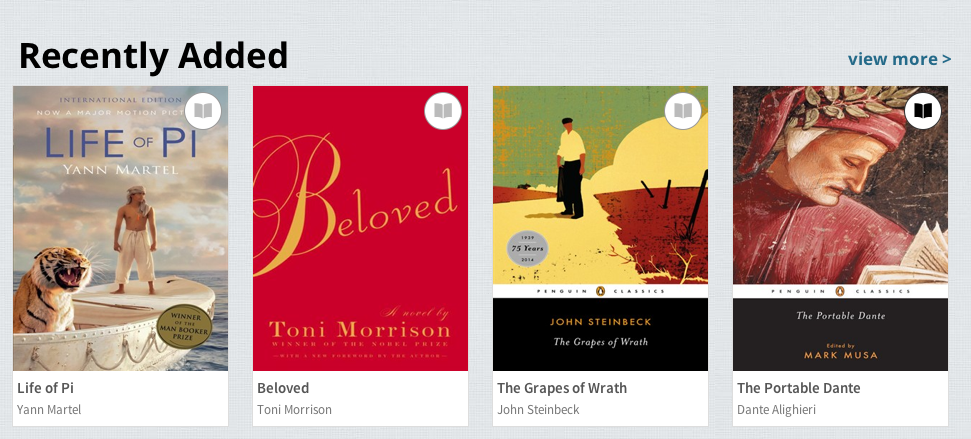 Recently Added
view more >
INTERNATIONAL EDITION
NOW A MAJOR MOTION PICT
LIFE OF PI
YANN MARTEL
WINNER
OF THE
MAN BOOKER
PRIZE
Life of Pi
Yann Martel
Beloved
A novel by
Toni Morrison
WINNER OF THE NOBEL PRIZE
—WITH A NEW FOREWORD BY THE AUTHOR—
Beloved
Toni Morrison
1939
75 Years
2014
PENGUIN CLASSICS
JOHN STEINBECK
The Grapes of Wrath
The Grapes of Wrath
John Steinbeck
PENGUIN CLASSICS
The Portable Dante
Edited by
MARK MUSA
The Portable Dante
Dante Alighieri